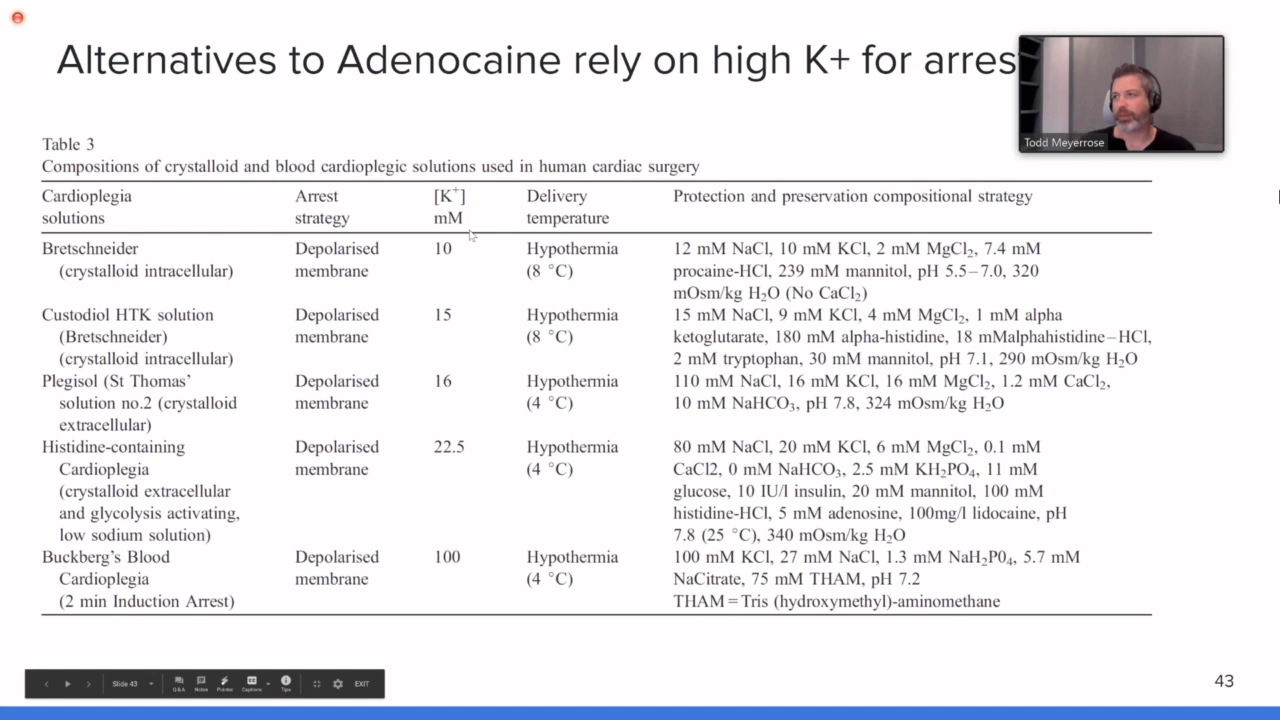 Alternatives to Adenocaine rely on high K+ for arres
Todd Meyerrose
Table 3
Compositions of crystalloid and blood cardioplegic solutions used in human cardiac surgery
Cardioplegia solutions
Arrest strategy
[K⁺] mM
Delivery temperature
Protection and preservation compositional strategy
Bretschneider
(crystalloid intracellular)
Depolarised
membrane
10
Hypothermia
(8 °C)
12 mM NaCl, 10 mM KCl, 2 mM MgCl₂, 7.4 mM
procaine-HCl, 239 mM mannitol, pH 5.5–7.0, 320
mOsm/kg H₂O (No CaCl₂)
Custodiol HTK solution
(Bretschneider)
(crystalloid intracellular)
Depolarised
membrane
15
Hypothermia
(8 °C)
15 mM NaCl, 9 mM KCl, 4 mM MgCl₂, 1 mM alpha
ketoglutarate, 180 mM alpha-histidine, 18 mMalphahistidine–HCl,
2 mM tryptophan, 30 mM mannitol, pH 7.1, 290 mOsm/kg H₂O
Plegisol (St Thomas'
solution no.2 (crystalloid
extracellular)
Depolarised
membrane
16
Hypothermia
(4 °C)
110 mM NaCl, 16 mM KCl, 16 mM MgCl₂, 1.2 mM CaCl₂,
10 mM NaHCO₃, pH 7.8, 324 mOsm/kg H₂O
Histidine-containing
Cardioplegia
(crystalloid extracellular
and glycolysis activating,
low sodium solution)
Depolarised
membrane
22.5
Hypothermia
(4 °C)
80 mM NaCl, 20 mM KCl, 6 mM MgCl₂, 0.1 mM
CaCl2, 0 mM NaHCO₃, 2.5 mM KH₂PO₄, 11 mM
glucose, 10 IU/l insulin, 20 mM mannitol, 100 mM
histidine-HCl, 5 mM adenosine, 100mg/l lidocaine, pH
7.8 (25 °C), 340 mOsm/kg H₂O
Buckberg's Blood
Cardioplegia
(2 min Induction Arrest)
Depolarised
membrane
100
Hypothermia
(4 °C)
100 mM KCl, 27 mM NaCl, 1.3 mM NaH₂P0₄, 5.7 mM
NaCitrate, 75 mM THAM, pH 7.2
THAM=Tris (hydroxymethyl)-aminomethane
Slide 43
Q&A
Notes
Pointer
Captions
Tips
EXIT
43